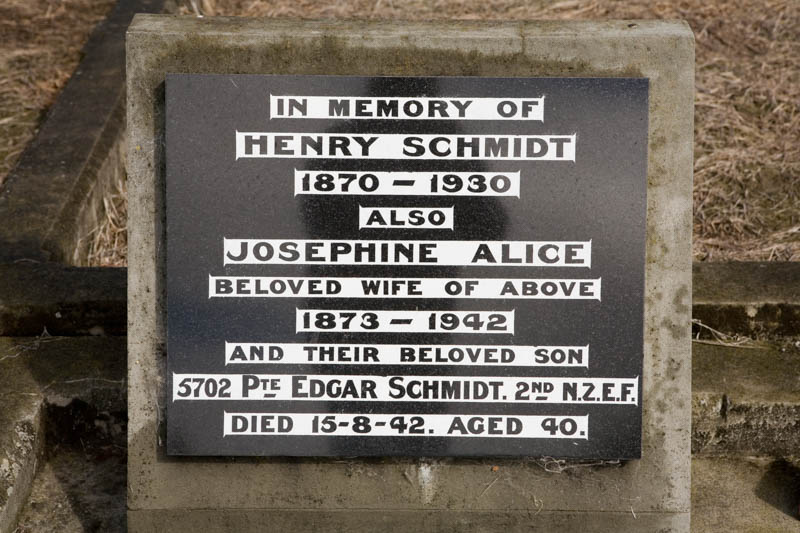 IN MEMORY OF
HENRY SCHMIDT
1870 – 1930
ALSO
JOSEPHINE ALICE
BELOVED WIFE OF ABOVE
1873 – 1942
AND THEIR BELOVED SON
5702 PTE EDGAR SCHMIDT. 2ND N.Z.E.F.
DIED 15-8-42. AGED 40.